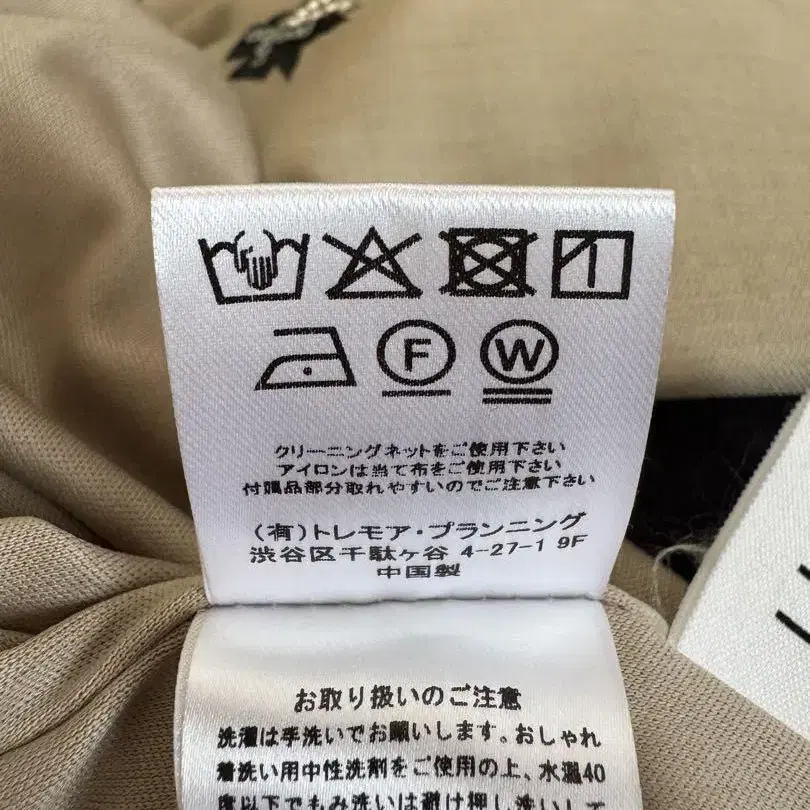 F W
クリーニングネットをご使用下さい
アイロンは当て布をご使用下さい
付属品部分取れやすいのでご注意下さい
(有)トレモア・プランニング
渋谷区千駄ヶ谷 4-27-1 9F
中国製
お取り扱いのご注意
洗濯は手洗いでお願いします。おしゃれ
着洗い用中性洗剤をご使用の上、水温40
度以下でもみ洗いは避け押し洗いして